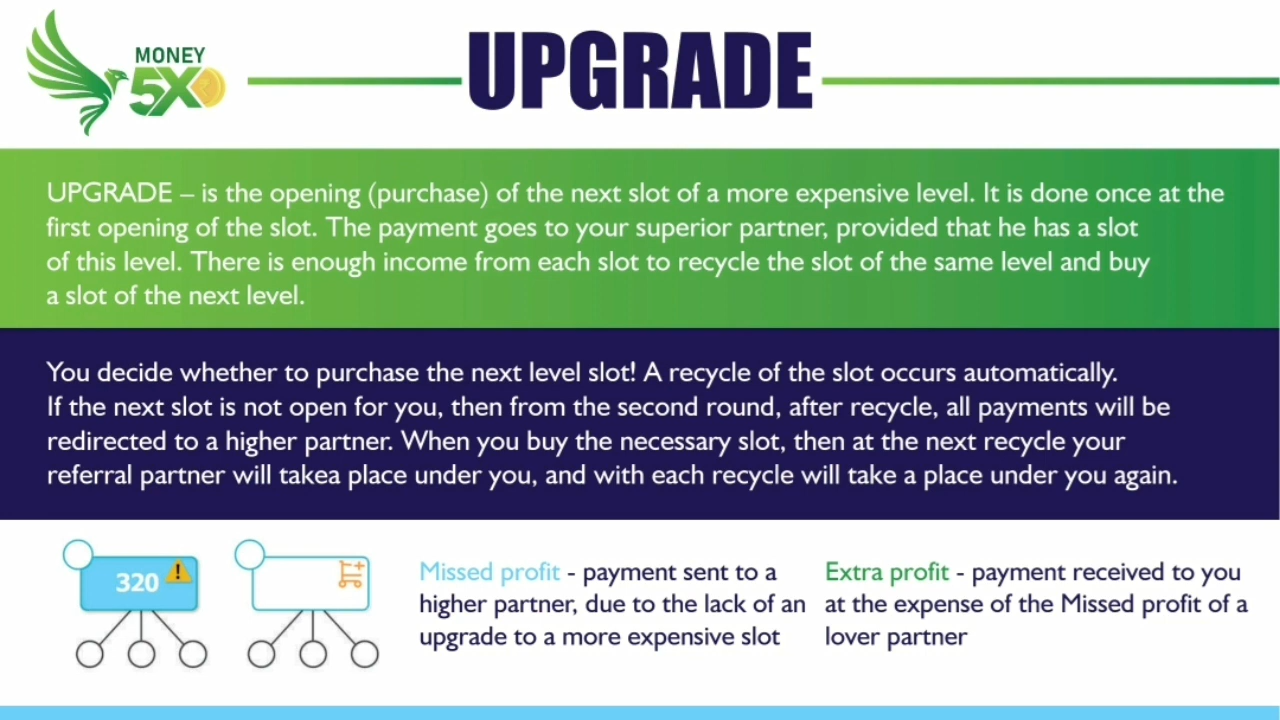 MONEY
5X
UPGRADE
UPGRADE – is the opening (purchase) of the next slot of a more expensive level. It is done once at the
first opening of the slot. The payment goes to your superior partner, provided that he has a slot
of this level. There is enough income from each slot to recycle the slot of the same level and buy
a slot of the next level.
You decide whether to purchase the next level slot! A recycle of the slot occurs automatically.
If the next slot is not open for you, then from the second round, after recycle, all payments will be
redirected to a higher partner. When you buy the necessary slot, then at the next recycle your
referral partner will takea place under you, and with each recycle will take a place under you again.
320
Missed profit - payment sent to a
higher partner, due to the lack of an
upgrade to a more expensive slot
Extra profit - payment received to you
at the expense of the Missed profit of a
lover partner